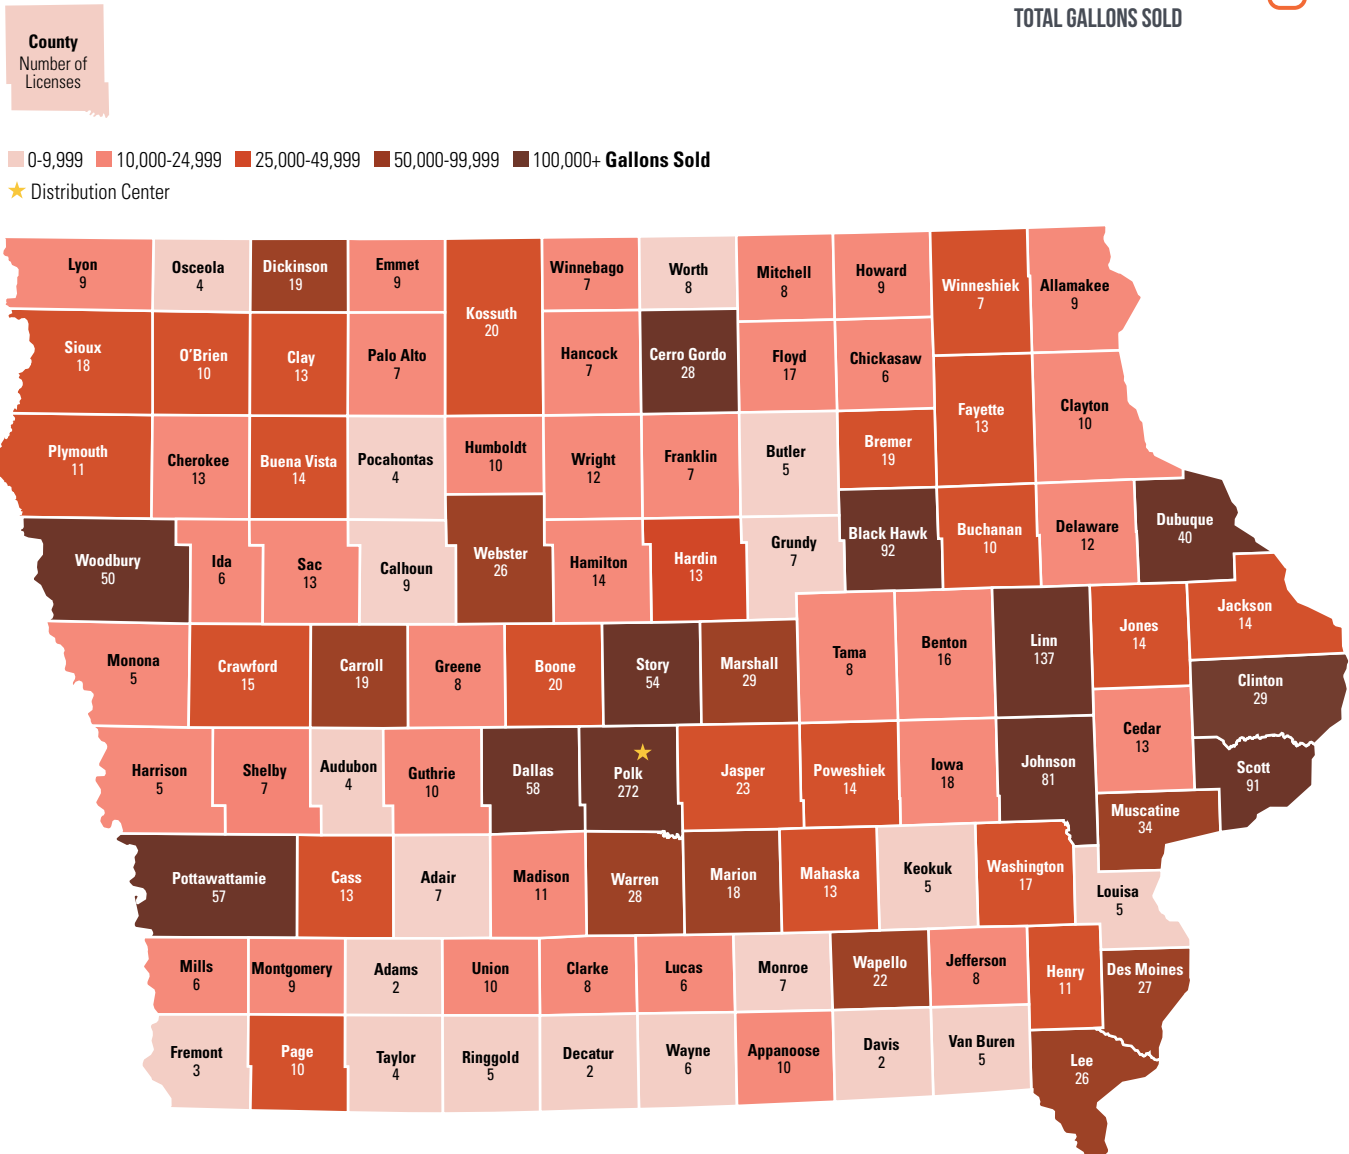 TOTAL GALLONS SOLD
County
Number of
Licenses
0-9,999 10,000-24,999 25,000-49,999 50,000-99,999 100,000+ Gallons Sold
Distribution Center
Lyon
9
Osceola
4
Dickinson
19
Emmet
9
Kossuth
20
Winnebago
7
Worth
8
Mitchell
8
Howard
9
Winneshiek
7
Allamakee
9
Sioux
18
O'Brien
10
Clay
13
Palo Alto
7
Hancock
7
Cerro Gordo
28
Floyd
17
Chickasaw
6
Fayette
13
Clayton
10
Plymouth
11
Cherokee
13
Buena Vista
14
Pocahontas
4
Humboldt
10
Wright
12
Franklin
7
Butler
5
Bremer
19
Woodbury
50
Ida
6
Sac
13
Calhoun
9
Webster
26
Hamilton
14
Hardin
13
Grundy
7
Black Hawk
92
Buchanan
10
Delaware
12
Dubuque
40
Monona
5
Crawford
15
Carroll
19
Greene
8
Boone
20
Story
54
Marshall
29
Tama
8
Benton
16
Linn
137
Jones
14
Jackson
14
Clinton
29
Harrison
5
Shelby
7
Audubon
4
Guthrie
10
Dallas
58
Polk
272
Jasper
23
Poweshiek
14
Iowa
18
Johnson
81
Cedar
13
Scott
91
Muscatine
34
Pottawattamie
57
Cass
13
Adair
7
Madison
11
Warren
28
Marion
18
Mahaska
13
Keokuk
5
Washington
17
Louisa
5
Mills
6
Montgomery
9
Adams
2
Union
10
Clarke
8
Lucas
6
Monroe
7
Wapello
22
Jefferson
8
Henry
11
Des Moines
27
Fremont
3
Page
10
Taylor
4
Ringgold
5
Decatur
2
Wayne
6
Appanoose
10
Davis
2
Van Buren
5
Lee
26